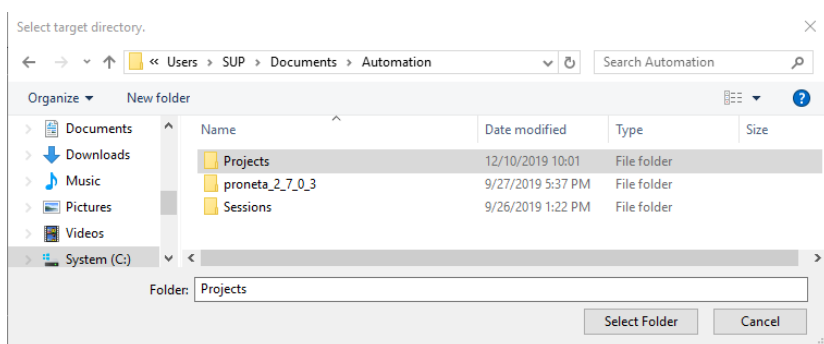 Select target directory.
« Users > SUP > Documents > Automation
Search Automation
Organize
New folder
Documents
Downloads
Music
Pictures
Videos
System (C:)
Name Date modified Type Size
Projects 12/10/2019 10:01 File folder
proneta_2_7_0_3 9/27/2019 5:37 PM File folder
Sessions 9/26/2019 1:22 PM File folder
Folder: Projects
Select Folder Cancel